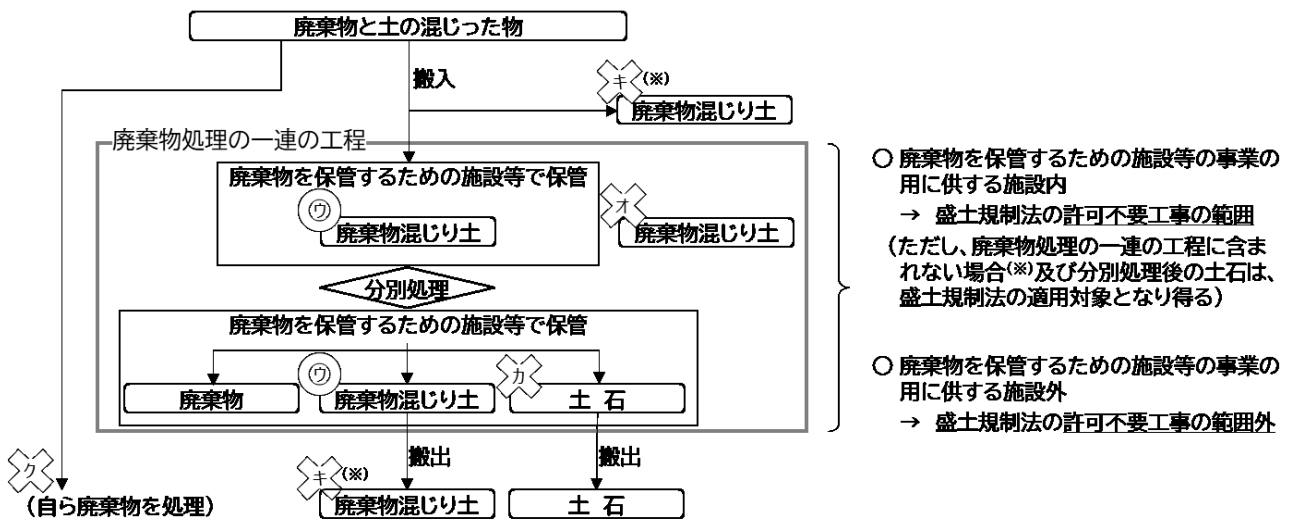 廃棄物と土の混じった物
搬入
キ
(※)
廃棄物混じり土
廃棄物処理の一連の工程
廃棄物を保管するための施設等で保管
ウ
廃棄物混じり土
オ
廃棄物混じり土
分別処理
廃棄物を保管するための施設等で保管
ウ
カ
廃棄物
廃棄物混じり土
土 石
搬出
搬出
ク
(自ら廃棄物を処理)
キ
(※)
廃棄物混じり土
土 石
○ 廃棄物を保管するための施設等の事業の
用に供する施設内
→ 盛土規制法の許可不要工事の範囲
(ただし、廃棄物処理の一連の工程に含ま
れない場合(※)及び分別処理後の土石は、
盛土規制法の適用対象となり得る)
○ 廃棄物を保管するための施設等の事業の
用に供する施設外
→ 盛土規制法の許可不要工事の範囲外